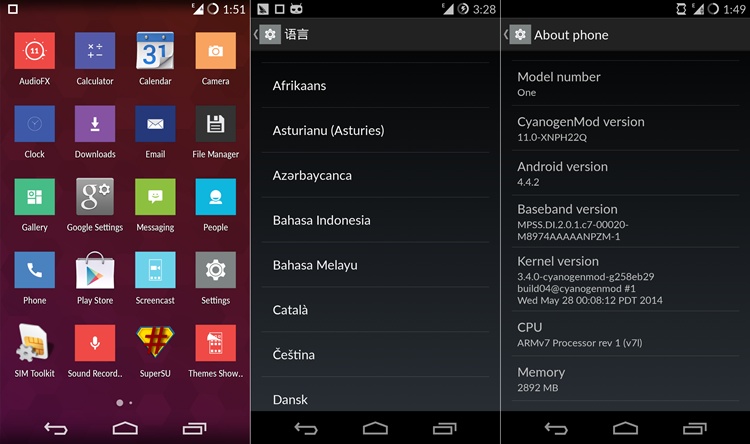 E 1:51
11
AudioFX
Calculator
31
Calendar
Camera
Clock
Downloads
Email
File Manager
Gallery
g
Google Settings
Messaging
People
Phone
Play Store
Screencast
Settings
SIM Toolkit
Sound Record..
SuperSU
Themes Show..
E 3:28
语言
Afrikaans
Asturianu (Asturies)
Azərbaycanca
Bahasa Indonesia
Bahasa Melayu
Català
Čeština
Dansk
E 1:49
About phone
Model number
One
CyanogenMod version
11.0-XNPH22Q
Android version
4.4.2
Baseband version
MPSS.DI.2.0.1.c7-00020-
M8974AAAAANPZM-1
Kernel version
3.4.0-cyanogenmod-g258eb29
build04@cyanogenmod #1
Wed May 28 00:08:12 PDT 2014
CPU
ARMv7 Processor rev 1 (v7l)
Memory
2892 MB